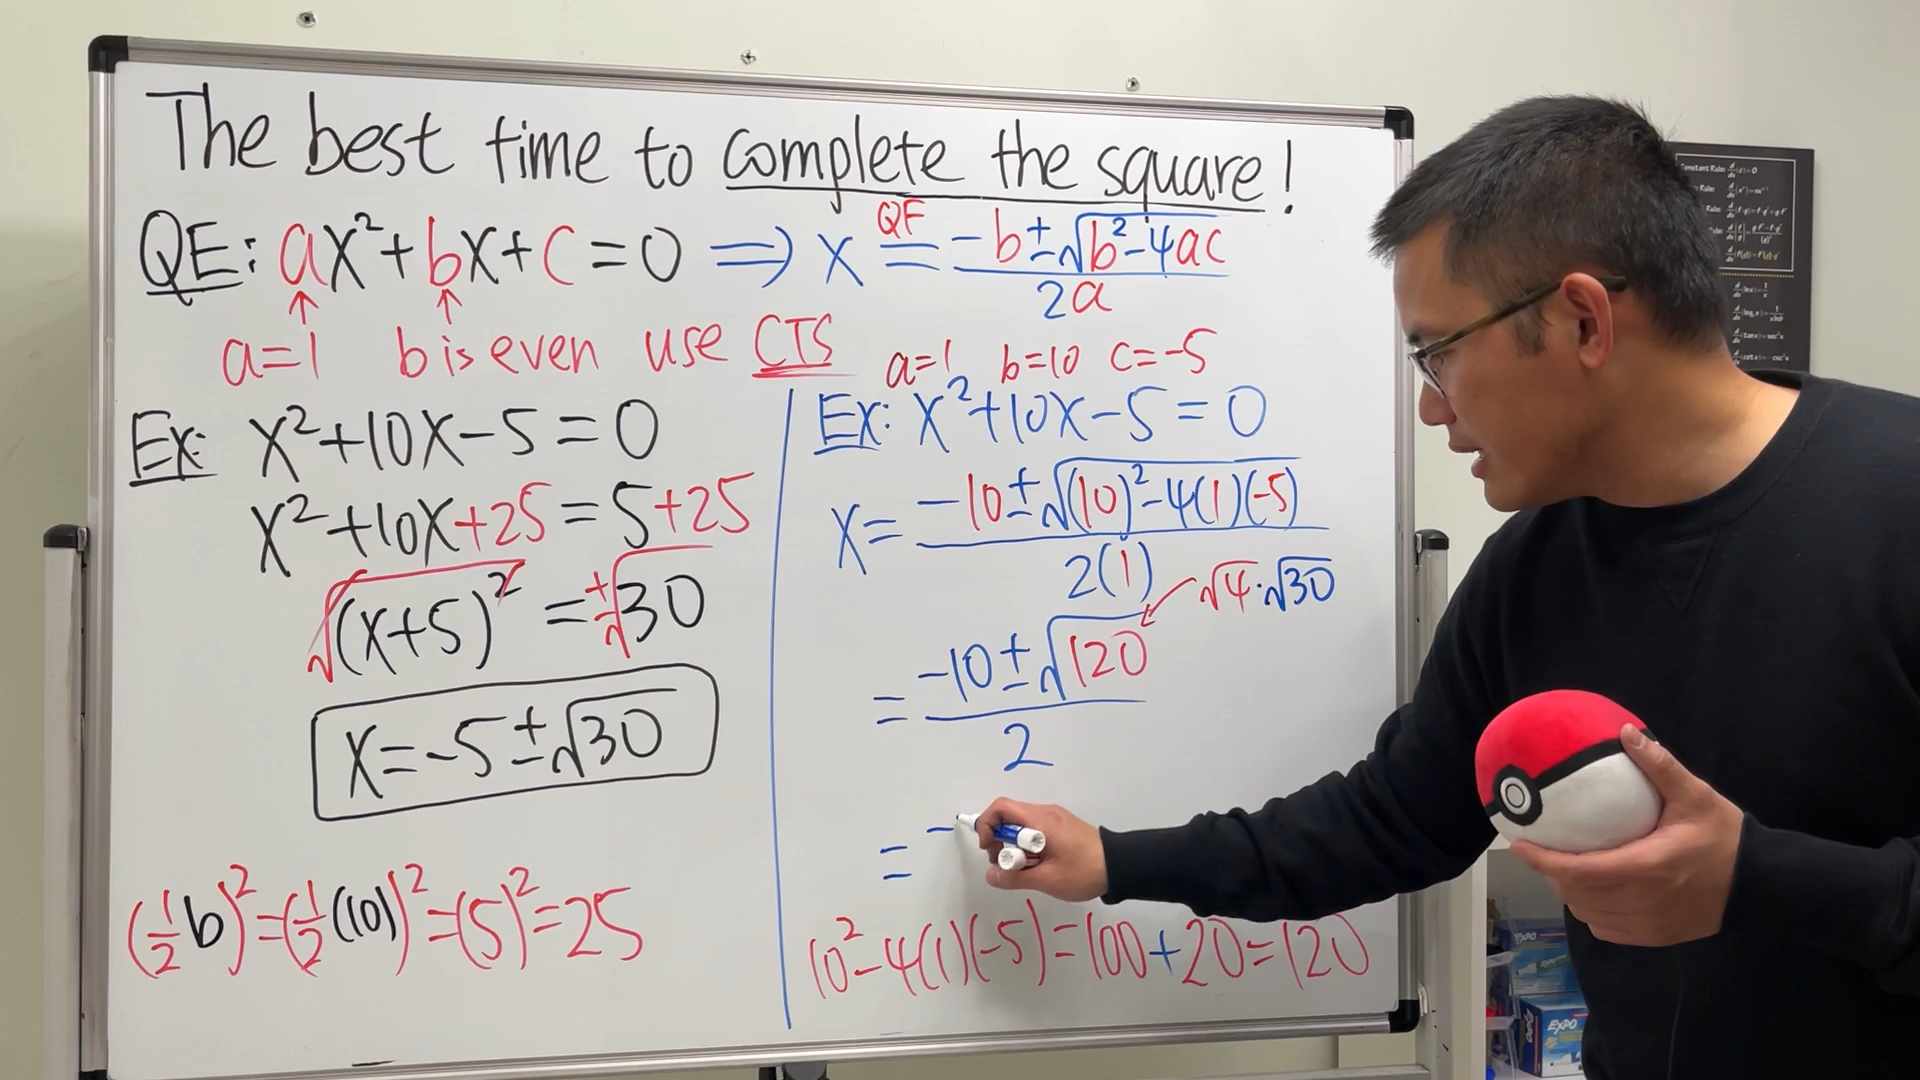 The best time to complete the square!
QE: ax²+bx+c=0 ⟹ x QF= (-b±√(b²-4ac))/(2a)
↑ ↑
a=1 b is even use CTS
Ex: x²+10x-5=0
x²+10x+25=5+25
√(x+5)²=±√30
x=-5±√30
(½b)²=(½(10))²=(5)²=25
a=1 b=10 c=-5
Ex: x²+10x-5=0
x=(-10±√((10)²-4(1)(-5)))/(2(1))
=(-10±√120)/2 ← √4·√30
= -
10²-4(1)(-5)=100+20=120
EXPO
EXPO